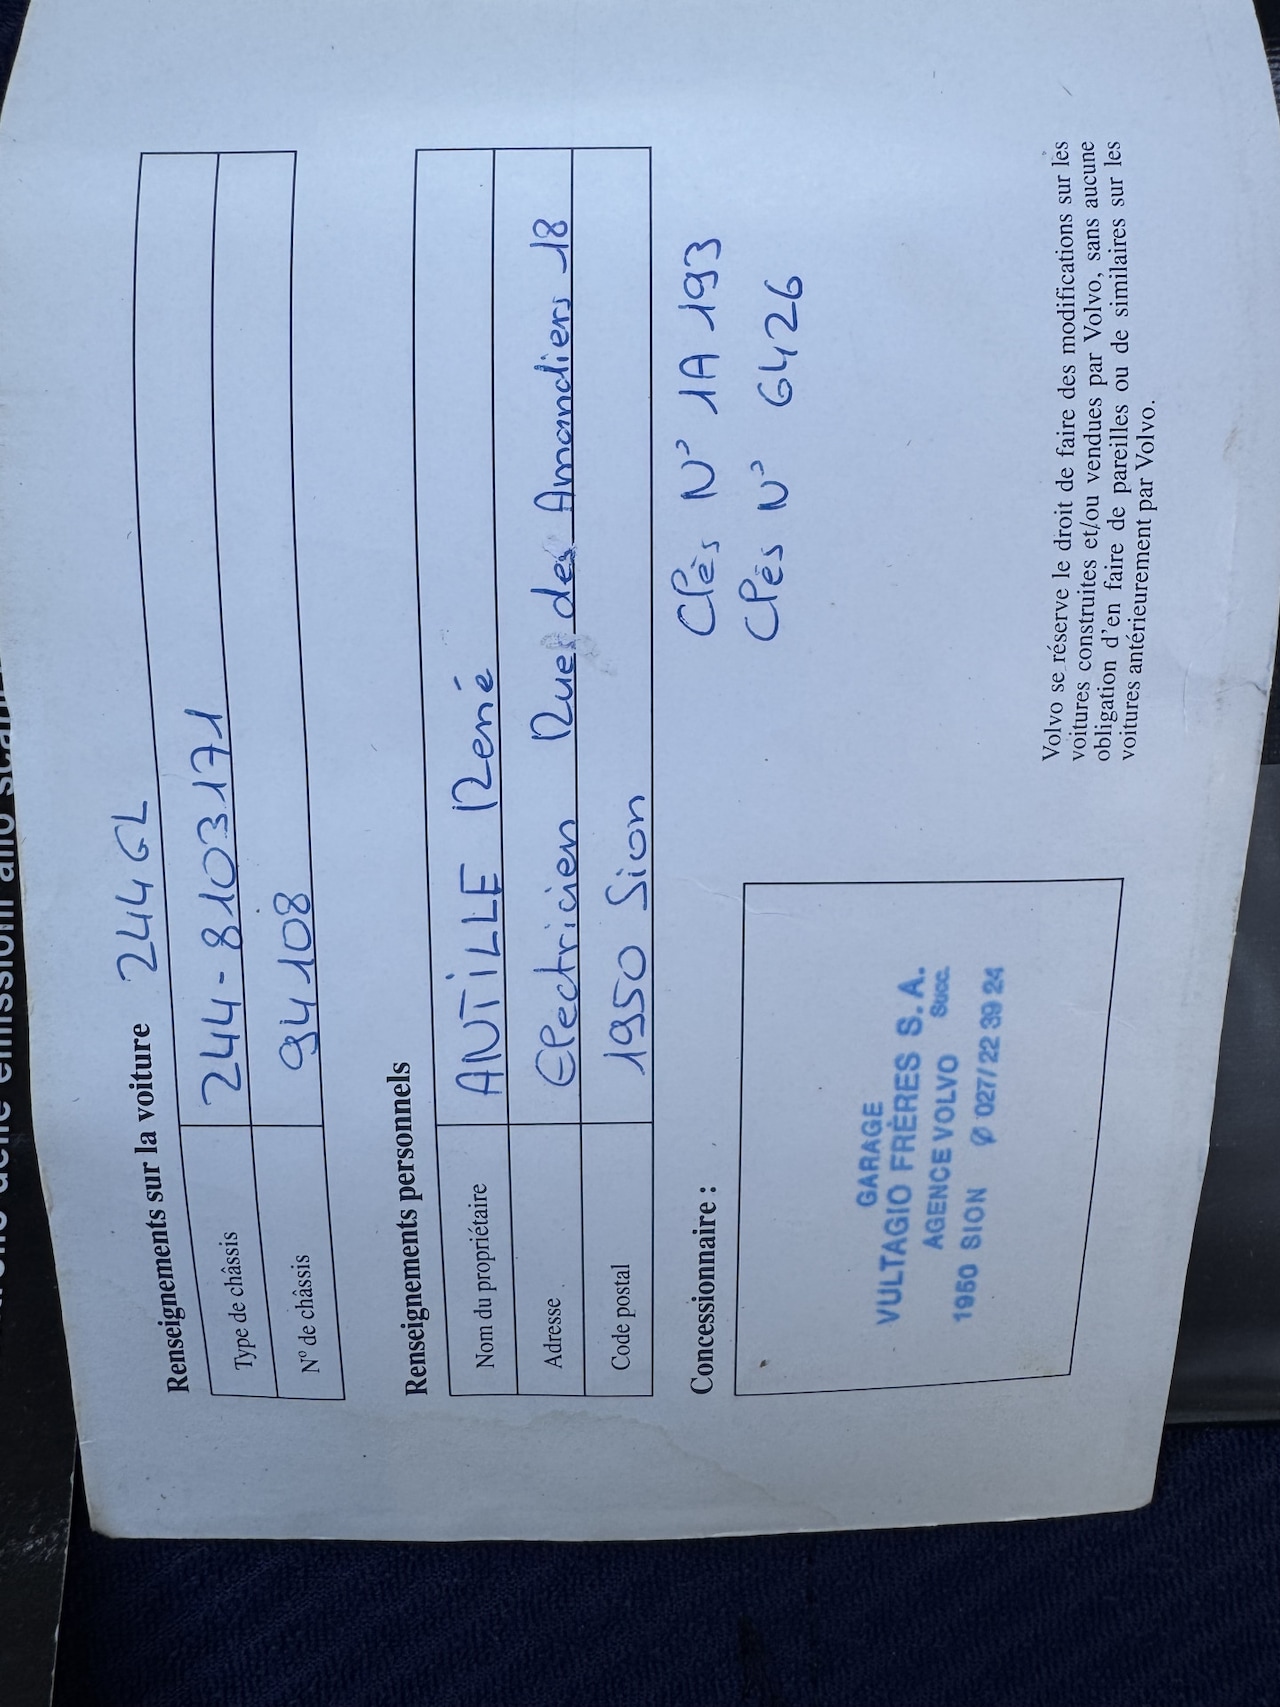 Renseignements sur la voiture 244 GL
Type de châssis 244-8103171
N° de châssis 94108
Renseignements personnels
Nom du propriétaire ANTILLE René
Adresse Electricien Rue des Amandiers 18
Code postal 1950 Sion
Clès N° 1A 193
Clès N° 6426
Concessionnaire :
GARAGE
VULTAGIO FRÈRES S. A.
AGENCE VOLVO Succ.
1950 SION Ø 027/22 39 24
Volvo se réserve le droit de faire des modifications sur les
voitures construites et/ou vendues par Volvo, sans aucune
obligation d'en faire de pareilles ou de similaires sur les
voitures antérieurement par Volvo.